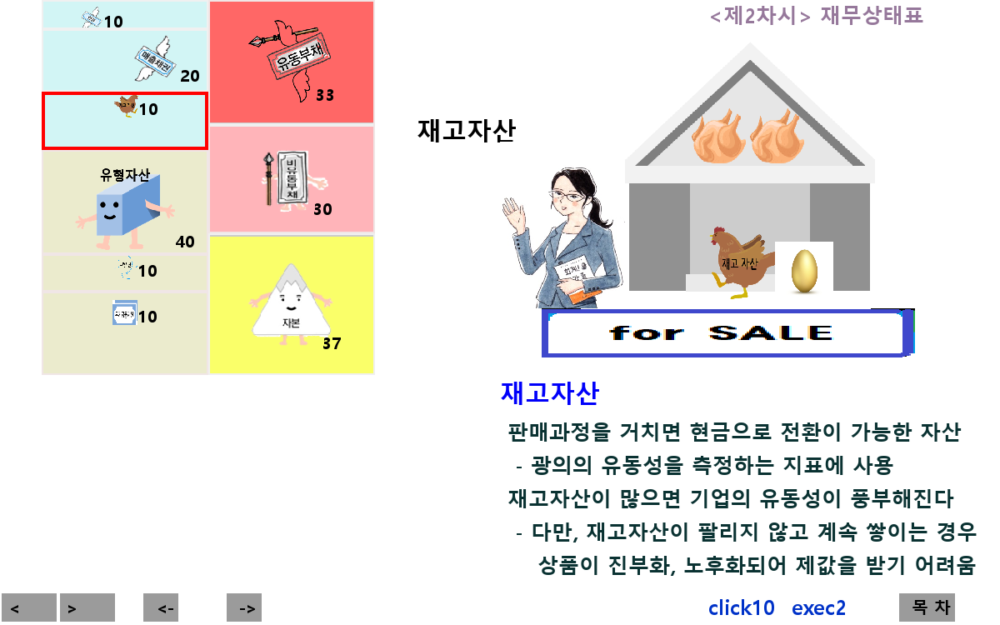 <제2차시> 재무상태표
10
매출채권
20
10
유형자산
40
10
10
유동부채
33
비유동부채
30
자본
37
재고자산
재고 자산
for SALE
재고자산
판매과정을 거치면 현금으로 전환이 가능한 자산
- 광의의 유동성을 측정하는 지표에 사용
재고자산이 많으면 기업의 유동성이 풍부해진다
- 다만, 재고자산이 팔리지 않고 계속 쌓이는 경우
상품이 진부화, 노후화되어 제값을 받기 어려움
<
>
<-
->
click10 exec2
목 차